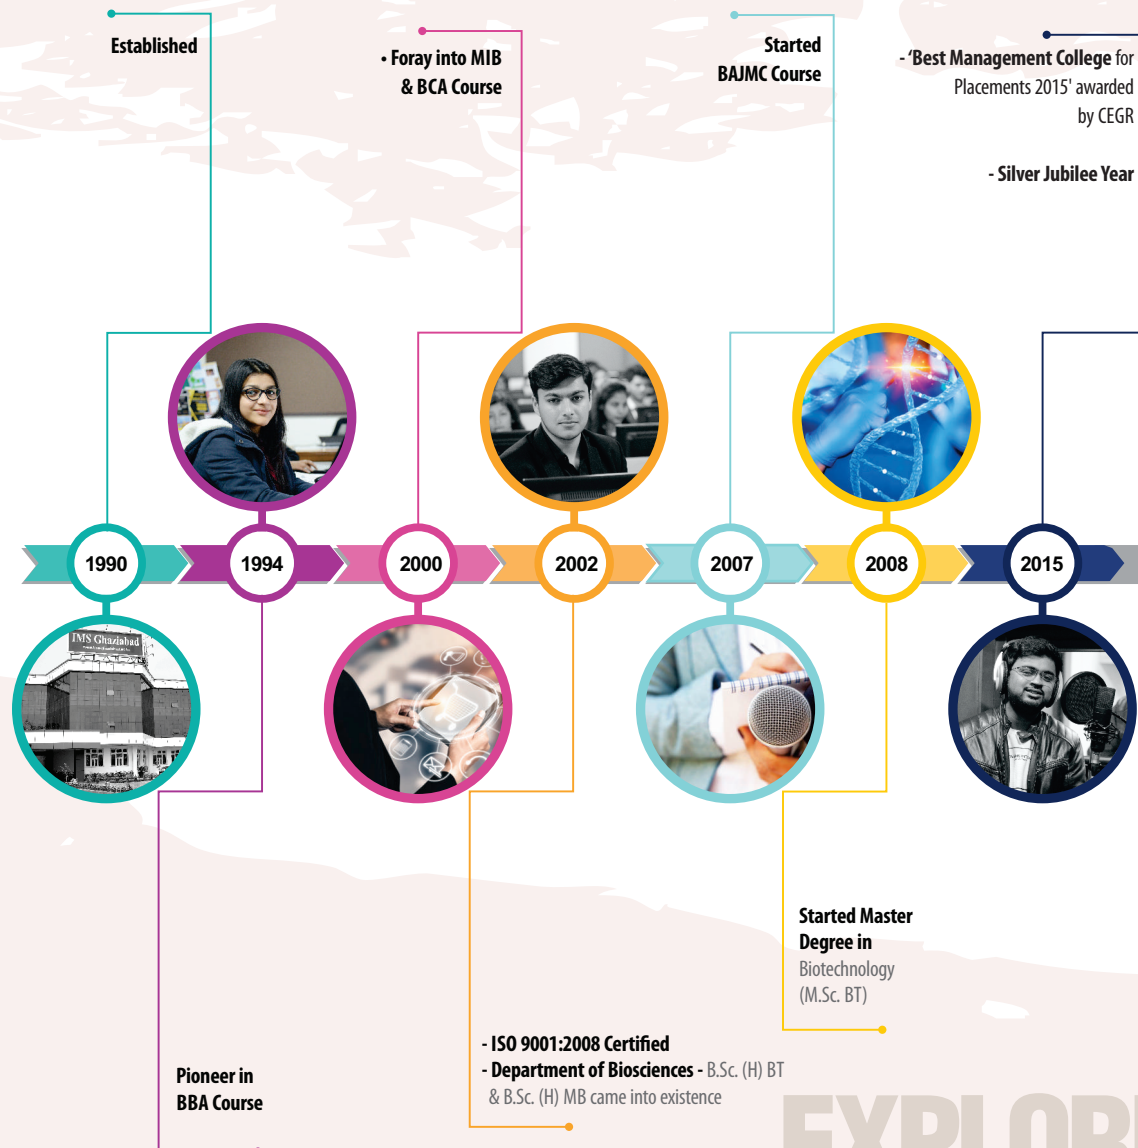 Established
• Foray into MIB
& BCA Course
Started
BAJMC Course
- ‘Best Management College for
Placements 2015' awarded
by CEGR
- Silver Jubilee Year
1990
1994
2000
2002
2007
2008
2015
IMS Ghaziabad
Started Master
Degree in
Biotechnology
(M.Sc. BT)
- ISO 9001:2008 Certified
- Department of Biosciences - B.Sc. (H) BT
& B.Sc. (H) MB came into existence
Pioneer in
BBA Course